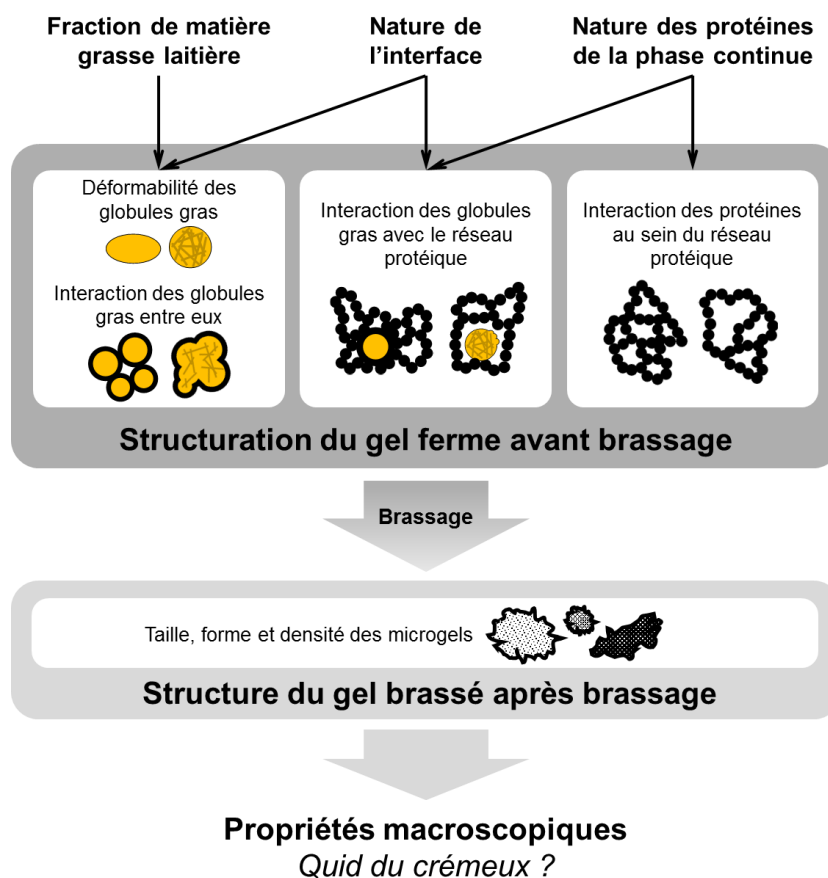 Fraction de matière
grasse laitière
Nature de
l'interface
Nature des protéines
de la phase continue
Déformabilité des
globules gras
Interaction des globules
gras entre eux
Interaction des globules
gras avec le réseau
protéique
Interaction des protéines
au sein du réseau
protéique
Structuration du gel ferme avant brassage
Brassage
Taille, forme et densité des microgels
Structure du gel brassé après brassage
Propriétés macroscopiques
Quid du crémeux ?